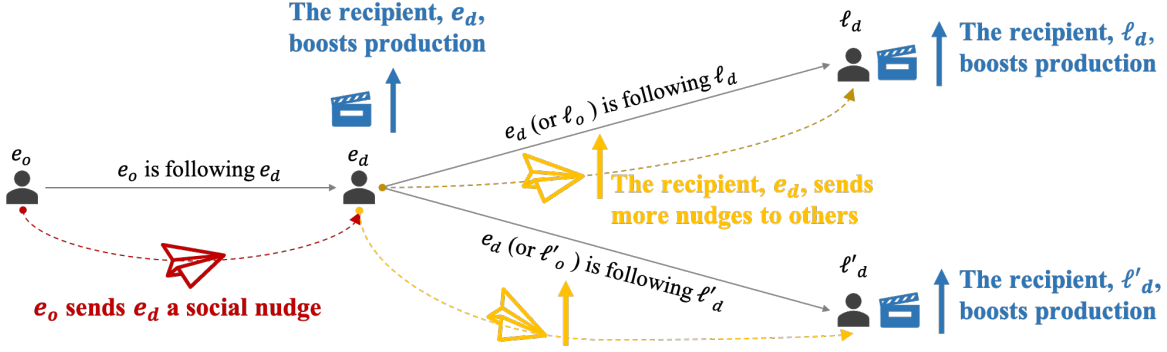 The recipient, e_d,
boosts production
ℓ_d
The recipient, ℓ_d,
boosts production
e_d (or ℓ_o) is following ℓ_d
e_o
e_o is following e_d
e_d
The recipient, e_d, sends
more nudges to others
e_d (or ℓ'_o) is following ℓ'_d
e_o sends e_d a social nudge
ℓ'_d
The recipient, ℓ'_d,
boosts production